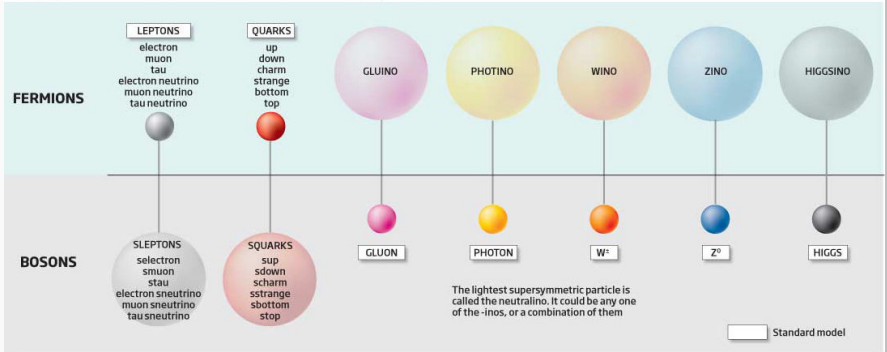 LEPTONS
electron
muon
tau
electron neutrino
muon neutrino
tau neutrino
QUARKS
up
down
charm
strange
bottom
top
GLUINO
PHOTINO
WINO
ZINO
HIGGSINO
FERMIONS
BOSONS
SLEPTONS
selectron
smuon
stau
electron sneutrino
muon sneutrino
tau sneutrino
SQUARKS
sup
sdown
scharm
sstrange
sbottom
stop
GLUON
PHOTON
W±
Z⁰
HIGGS
The lightest supersymmetric particle is
called the neutralino. It could be any one
of the -inos, or a combination of them
Standard model